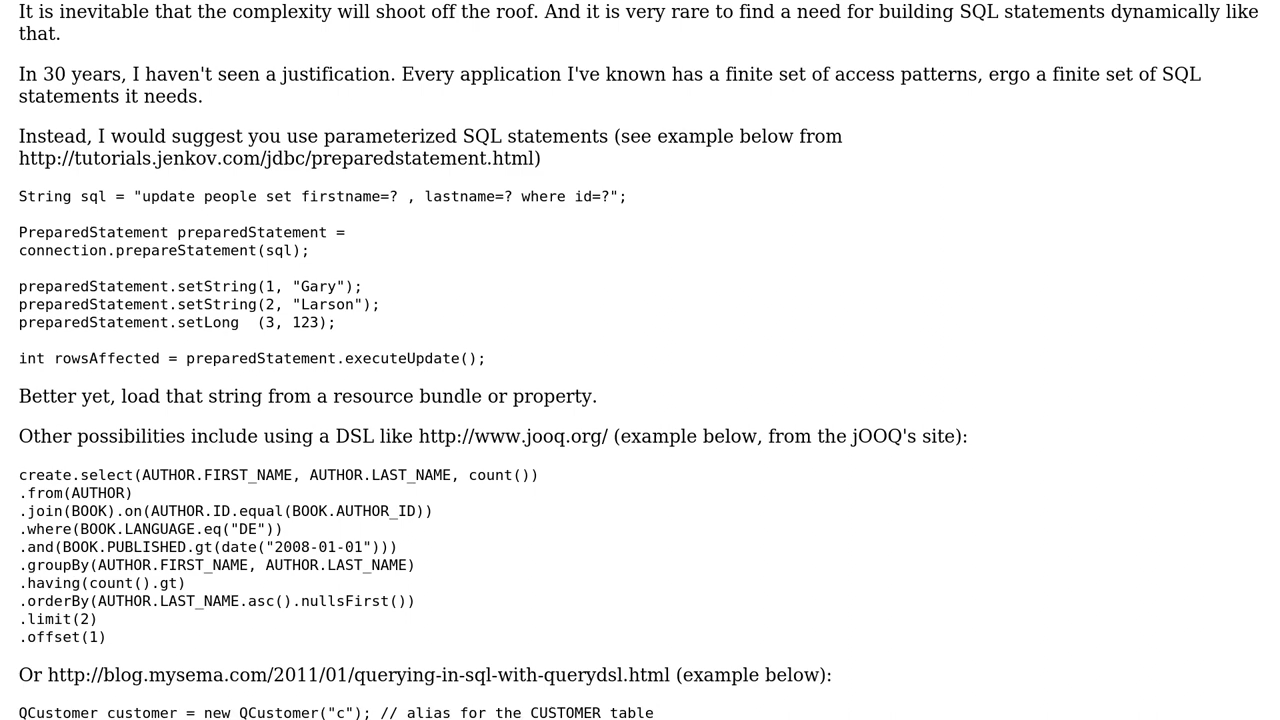 It is inevitable that the complexity will shoot off the roof. And it is very rare to find a need for building SQL statements dynamically like
that.
In 30 years, I haven't seen a justification. Every application I've known has a finite set of access patterns, ergo a finite set of SQL
statements it needs.
Instead, I would suggest you use parameterized SQL statements (see example below from
http://tutorials.jenkov.com/jdbc/preparedstatement.html)
String sql = "update people set firstname=? , lastname=? where id=?";
PreparedStatement preparedStatement =
connection.prepareStatement(sql);
preparedStatement.setString(1, "Gary");
preparedStatement.setString(2, "Larson");
preparedStatement.setLong  (3, 123);
int rowsAffected = preparedStatement.executeUpdate();
Better yet, load that string from a resource bundle or property.
Other possibilities include using a DSL like http://www.jooq.org/ (example below, from the jOOQ's site):
create.select(AUTHOR.FIRST_NAME, AUTHOR.LAST_NAME, count())
.from(AUTHOR)
.join(BOOK).on(AUTHOR.ID.equal(BOOK.AUTHOR_ID))
.where(BOOK.LANGUAGE.eq("DE"))
.and(BOOK.PUBLISHED.gt(date("2008-01-01")))
.groupBy(AUTHOR.FIRST_NAME, AUTHOR.LAST_NAME)
.having(count().gt)
.orderBy(AUTHOR.LAST_NAME.asc().nullsFirst())
.limit(2)
.offset(1)
Or http://blog.mysema.com/2011/01/querying-in-sql-with-querydsl.html (example below):
QCustomer customer = new QCustomer("c"); // alias for the CUSTOMER table